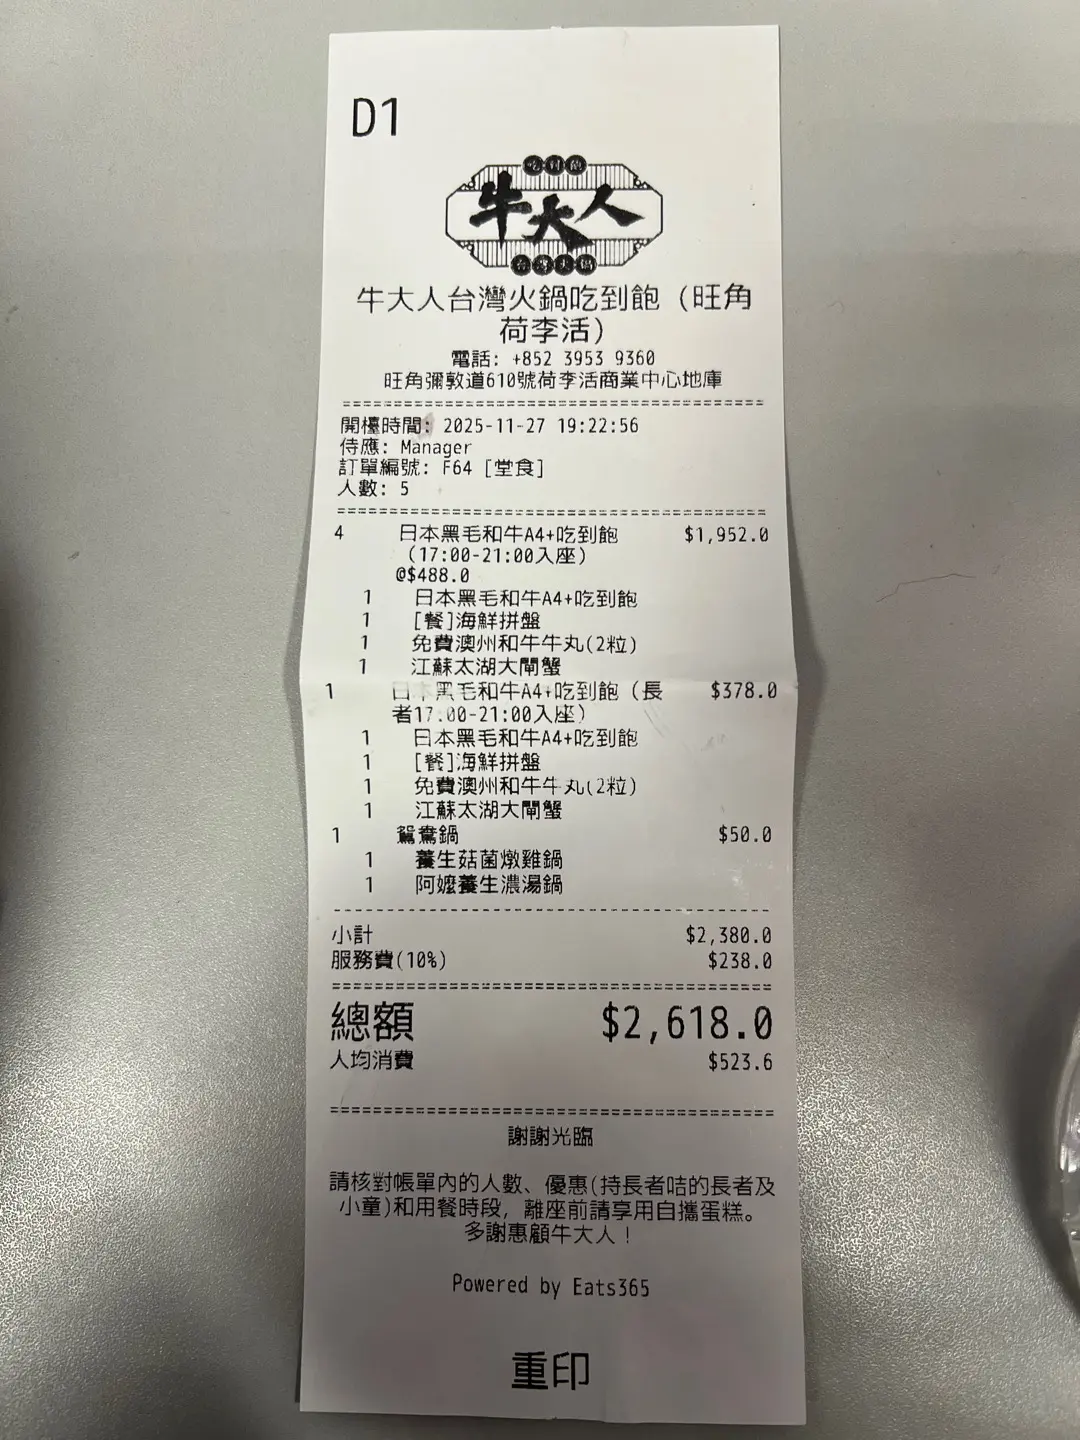 D1
吃到飽
牛大人
台灣火鍋
牛大人台灣火鍋吃到飽（旺角
荷李活）
電話: +852 3953 9360
旺角彌敦道610號荷李活商業中心地庫
開檯時間: 2025-11-27 19:22:56
侍應: Manager
訂單編號: F64 [堂食]
人數: 5
4 日本黑毛和牛A4+吃到飽 $1,952.0
（17:00-21:00入座）
@$488.0
1 日本黑毛和牛A4+吃到飽
1 [餐]海鮮拼盤
1 免費澳州和牛牛丸(2粒)
1 江蘇太湖大閘蟹
1 日本黑毛和牛A4+吃到飽（長 $378.0
者17:00-21:00入座）
1 日本黑毛和牛A4+吃到飽
1 [餐]海鮮拼盤
1 免費澳州和牛牛丸(2粒)
1 江蘇太湖大閘蟹
1 鴛鴦鍋 $50.0
1 養生菇菌燉雞鍋
1 阿嬤養生濃湯鍋
小計 $2,380.0
服務費(10%) $238.0
總額 $2,618.0
人均消費 $523.6
謝謝光臨
請核對帳單內的人數、優惠(持長者咭的長者及
小童)和用餐時段，離座前請享用自攜蛋糕。
多謝惠顧牛大人！
Powered by Eats365
重印